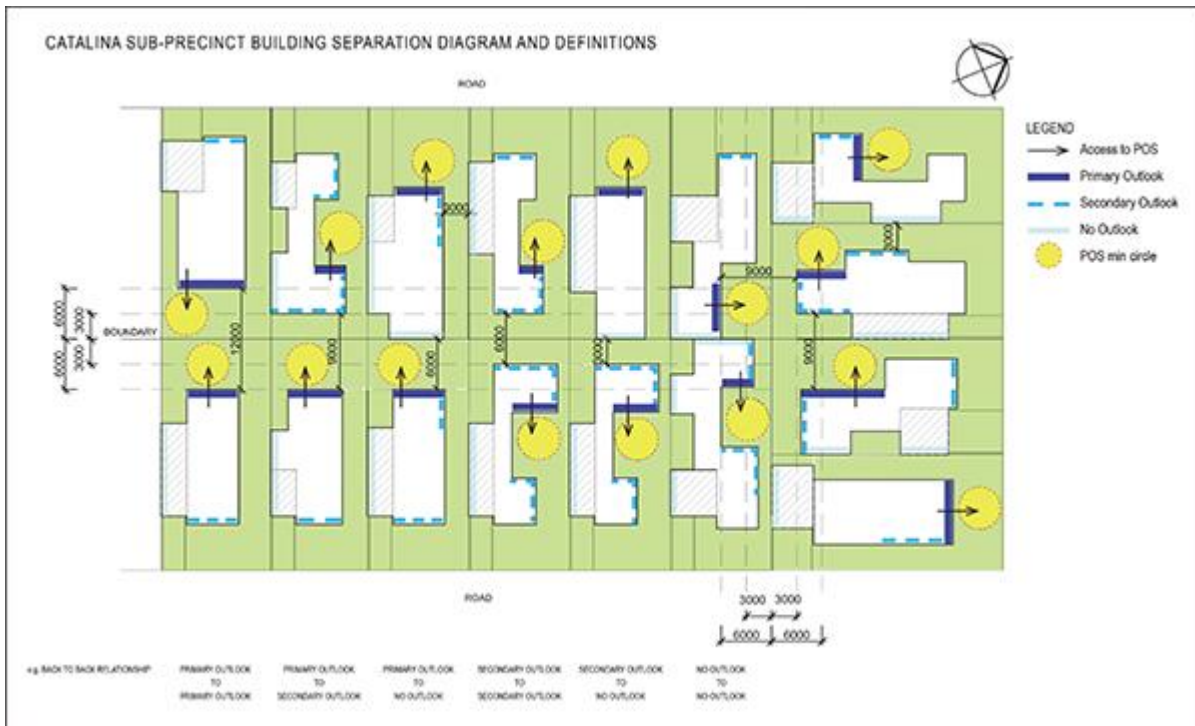 CATALINA SUB-PRECINCT BUILDING SEPARATION DIAGRAM AND DEFINITIONS
ROAD
LEGEND
Access to POS
Primary Outlook
Secondary Outlook
No Outlook
POS min circle
3000
3000
9000
6000
3000
12000
BOUNDARY
9000
6000
6000
3000
9000
6000
3000
ROAD
3000 3000
6000 6000
e.g. BACK TO BACK RELATIONSHIP
PRIMARY OUTLOOK
TO
PRIMARY OUTLOOK
PRIMARY OUTLOOK
TO
SECONDARY OUTLOOK
PRIMARY OUTLOOK
TO
NO OUTLOOK
SECONDARY OUTLOOK
TO
SECONDARY OUTLOOK
SECONDARY OUTLOOK
TO
NO OUTLOOK
NO OUTLOOK
TO
NO OUTLOOK